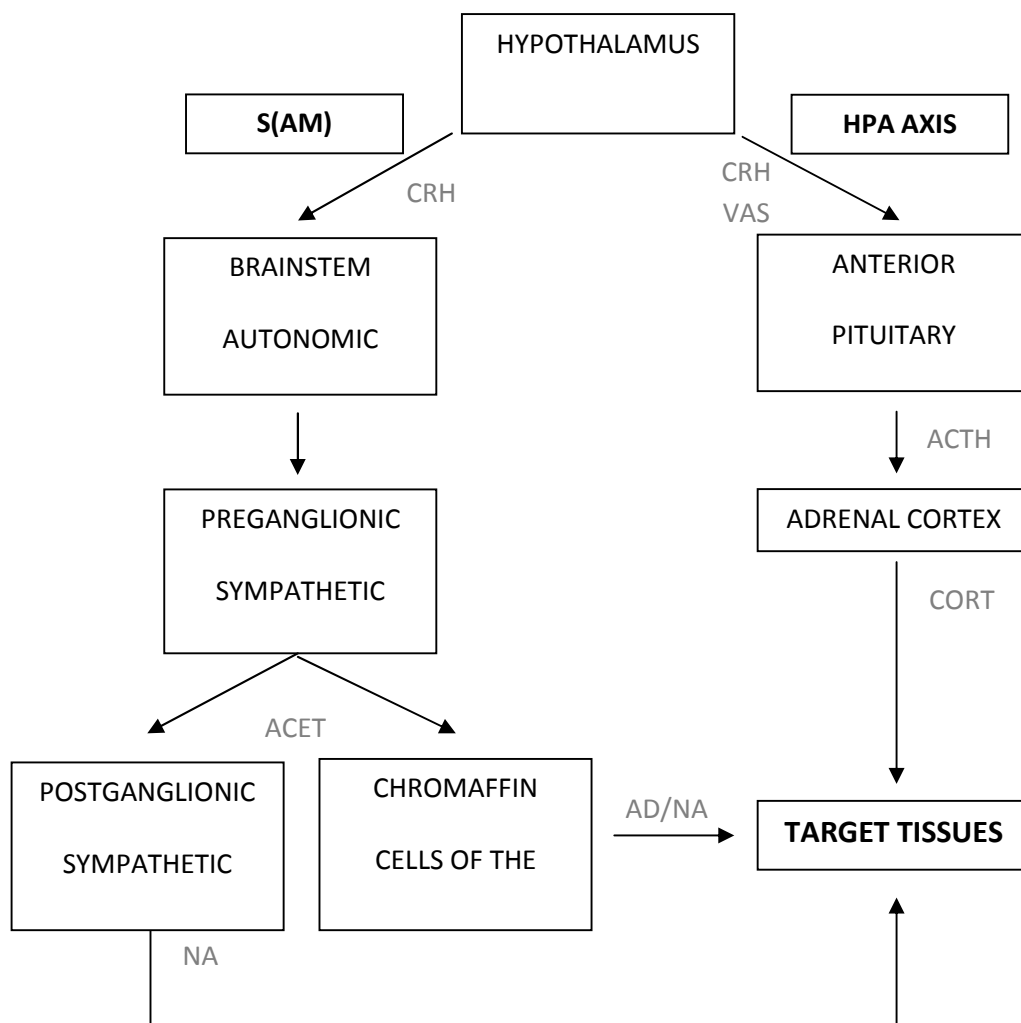 HYPOTHALAMUS
S(AM)
HPA AXIS
CRH
CRH
VAS
BRAINSTEM
AUTONOMIC
ANTERIOR
PITUITARY
ACTH
PREGANGLIONIC
SYMPATHETIC
ADRENAL CORTEX
CORT
ACET
POSTGANGLIONIC
SYMPATHETIC
CHROMAFFIN
CELLS OF THE
AD/NA
TARGET TISSUES
NA